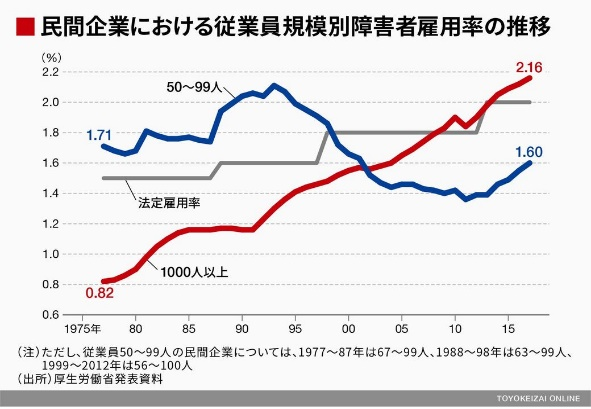 ■ 民間企業における従業員規模別障害者雇用率の推移
(%)
2.2
2.0
1.8
1.6
1.4
1.2
1.0
0.8
0.6
50〜99人
2.16
1.71
1.60
法定雇用率
1000人以上
0.82
1975年 80 85 90 95 00 05 10 15
(注)ただし、従業員50〜99人の民間企業については、1977〜87年は67〜99人、1988〜98年は63〜99人、
1999〜2012年は56〜100人
(出所)厚生労働省発表資料
TOYOKEIZAI ONLINE